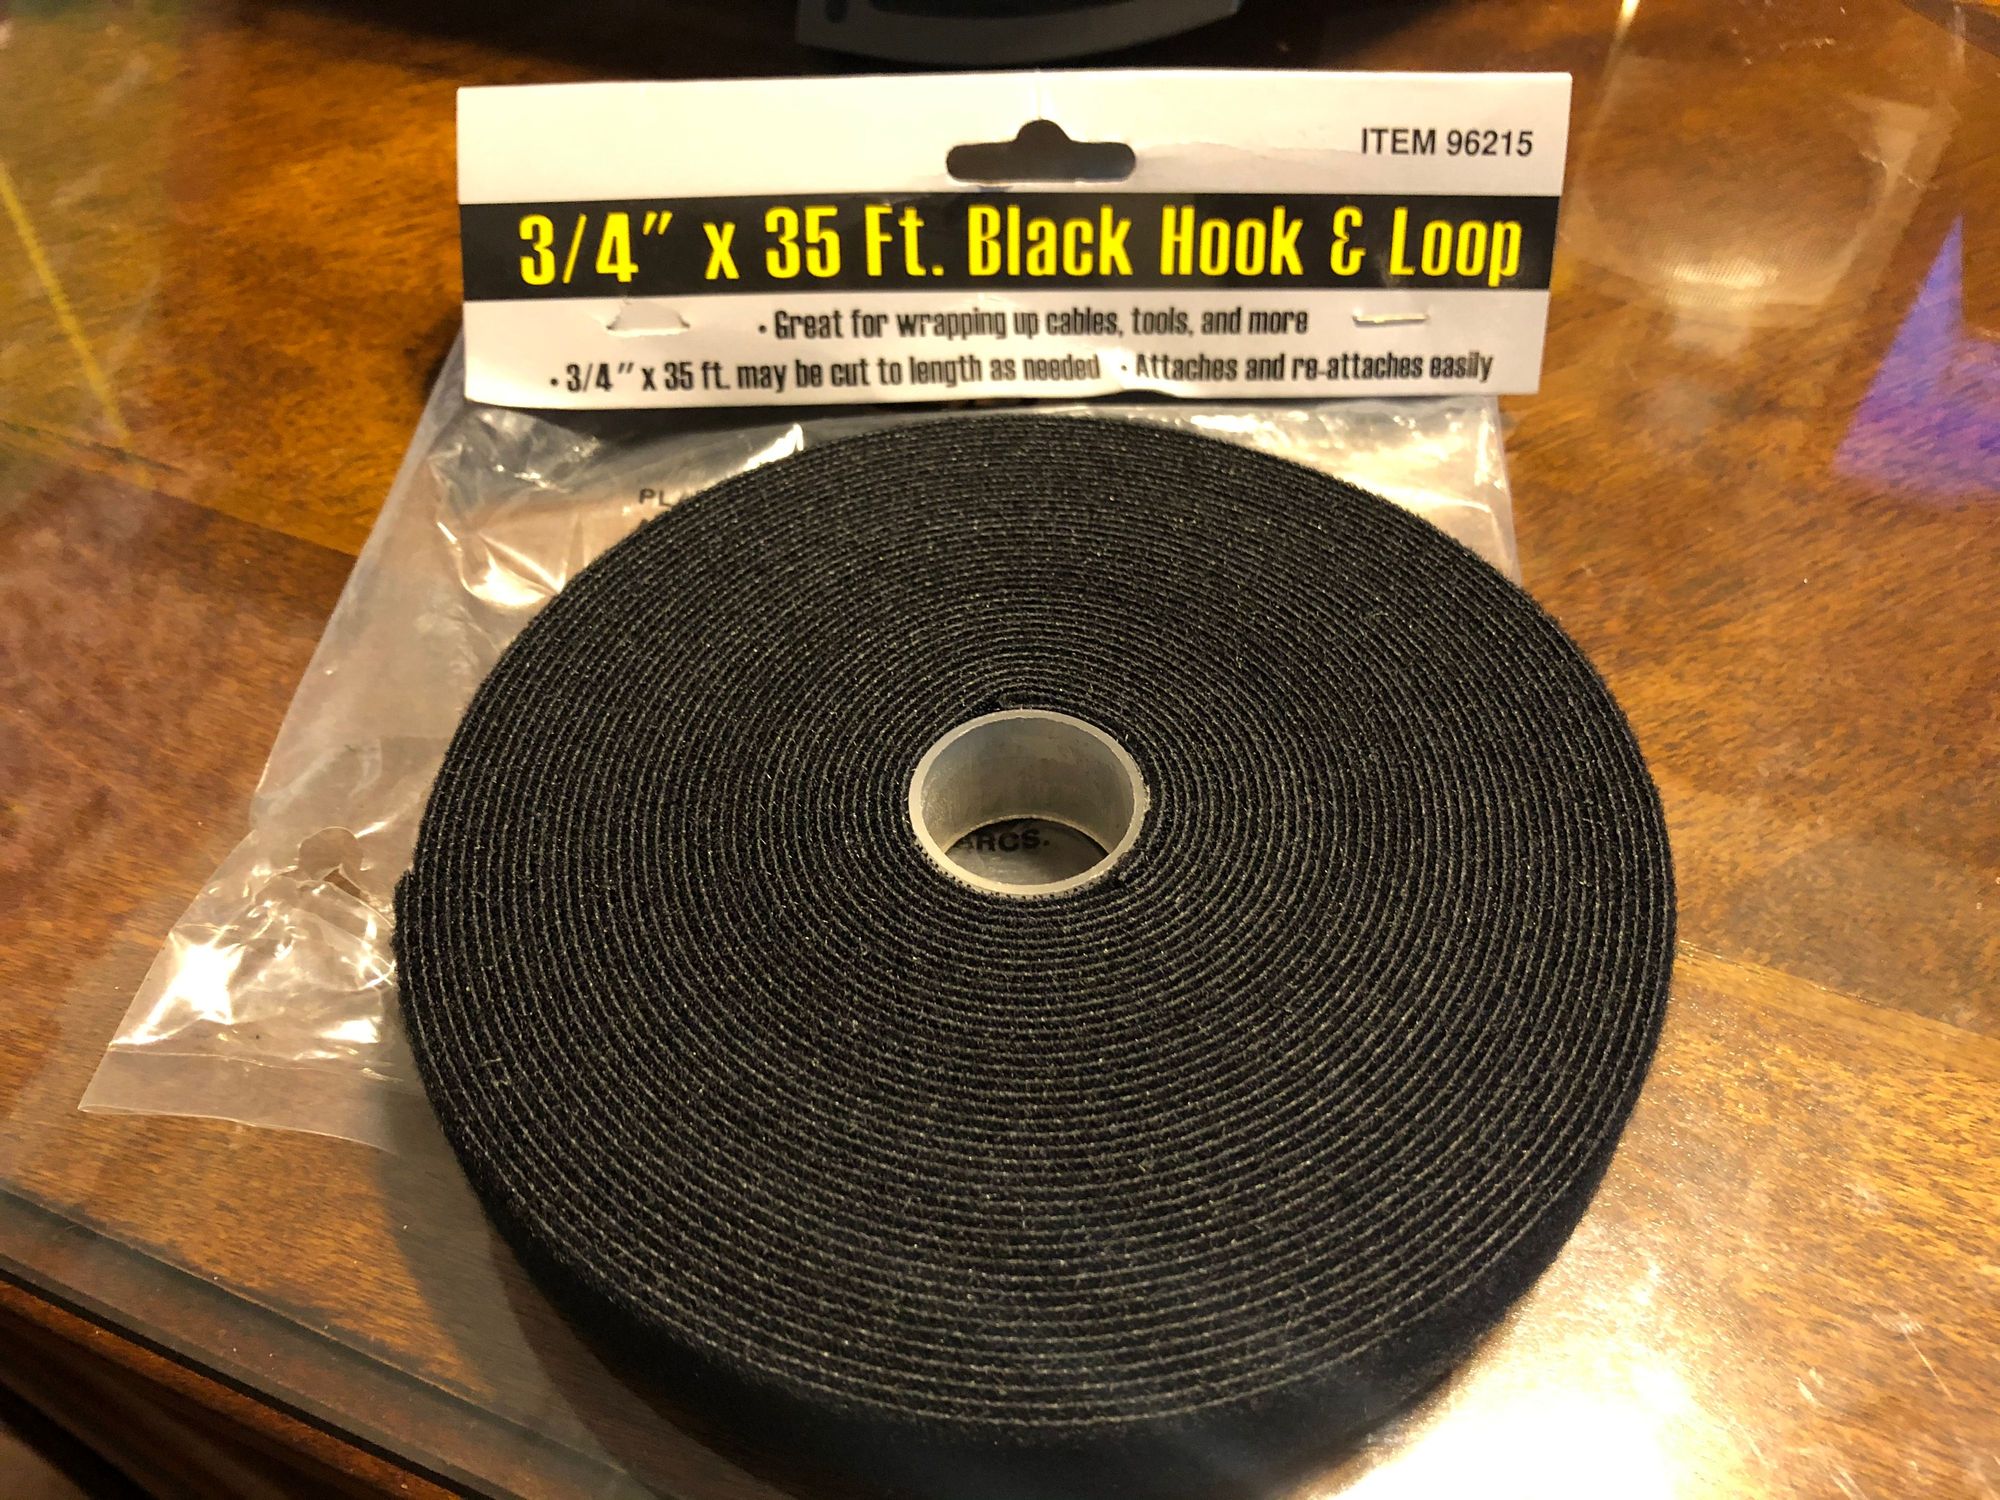 ITEM 96215
3/4" x 35 Ft. Black Hook & Loop
• Great for wrapping up cables, tools, and more
• 3/4" x 35 ft. may be cut to length as needed • Attaches and re-attaches easily